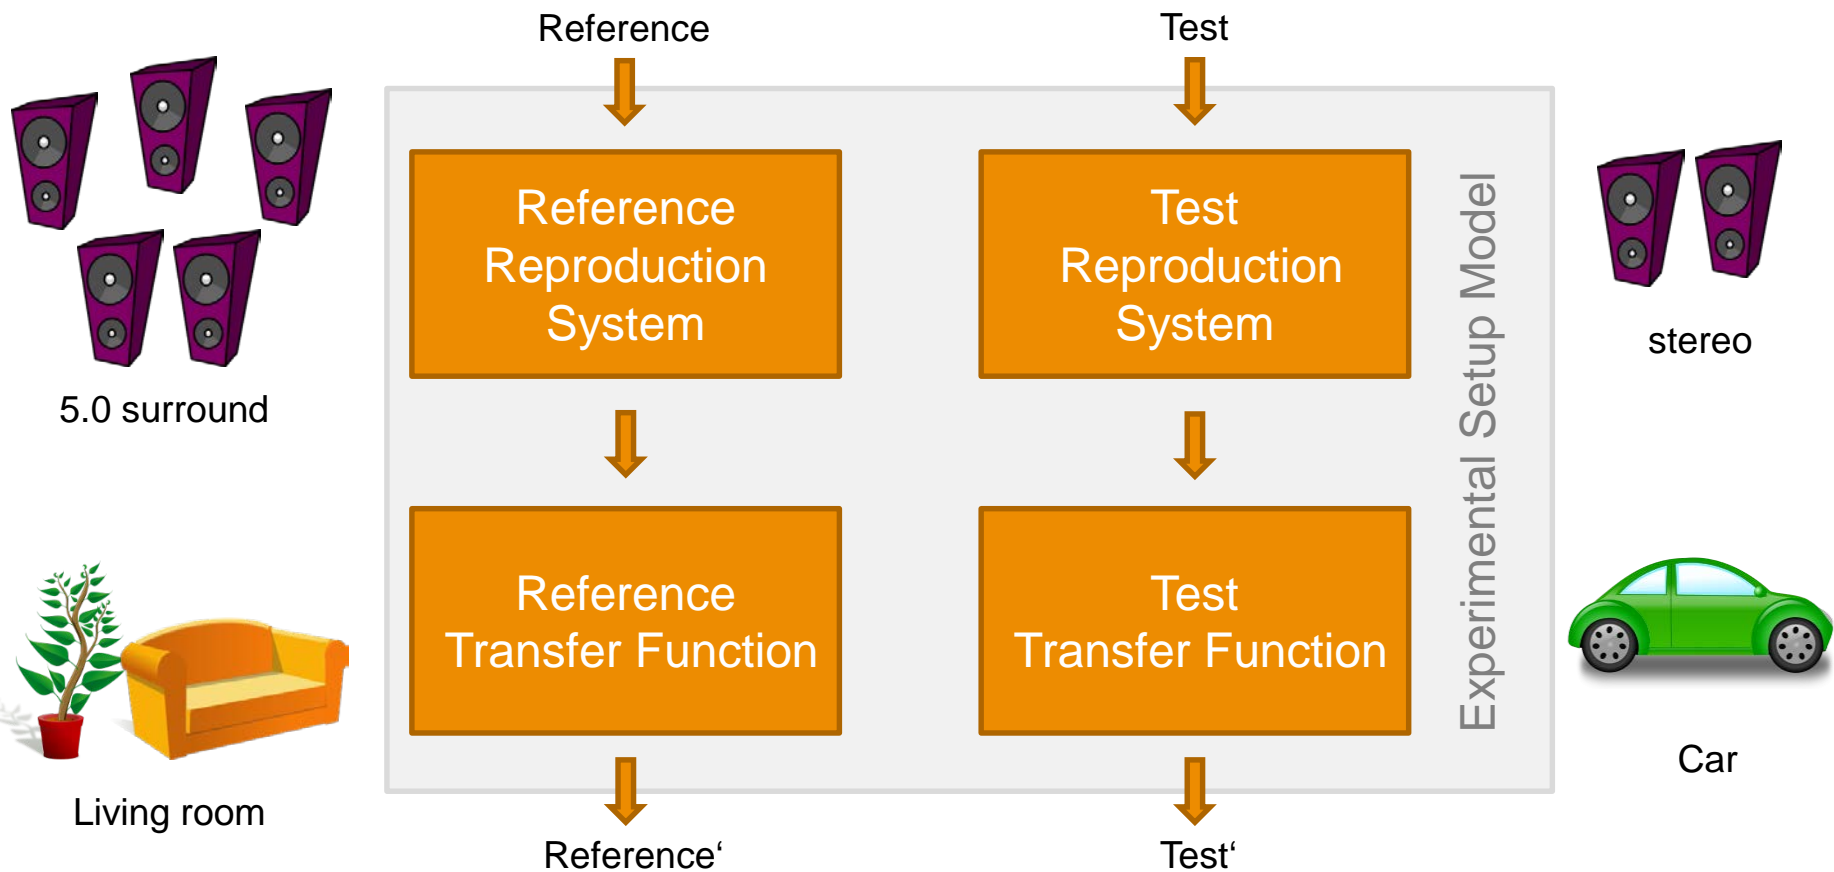 Reference
Test
Reference
Reproduction
System
Test
Reproduction
System
Experimental Setup Model
5.0 surround
stereo
Reference
Transfer Function
Test
Transfer Function
Living room
Car
Reference‘
Test‘